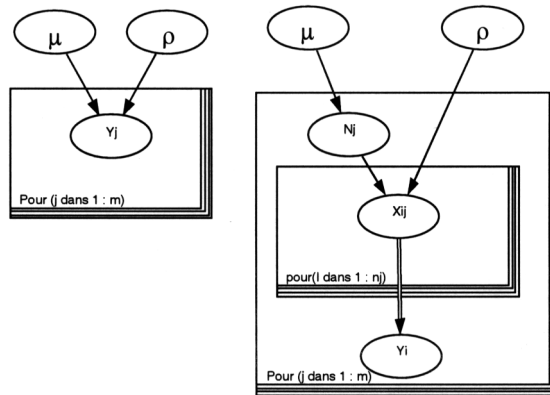 μ
ρ
Yj
Pour (j dans 1 : m)
μ
ρ
Nj
Xij
pour(I dans 1 : nj)
Yi
Pour (j dans 1 : m)